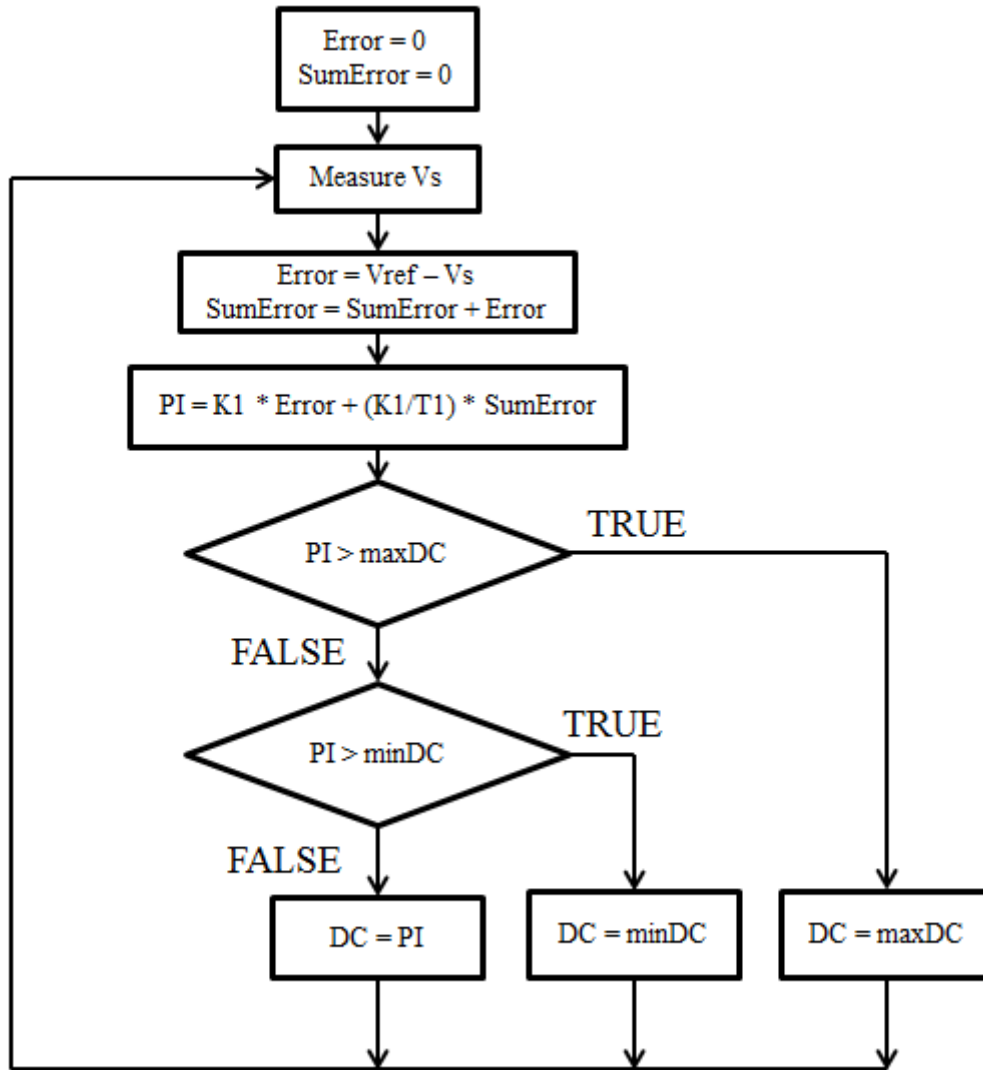 Error = 0
SumError = 0
Measure Vs
Error = Vref – Vs
SumError = SumError + Error
PI = K1 * Error + (K1/T1) * SumError
PI > maxDC
TRUE
FALSE
PI > minDC
TRUE
FALSE
DC = PI
DC = minDC
DC = maxDC